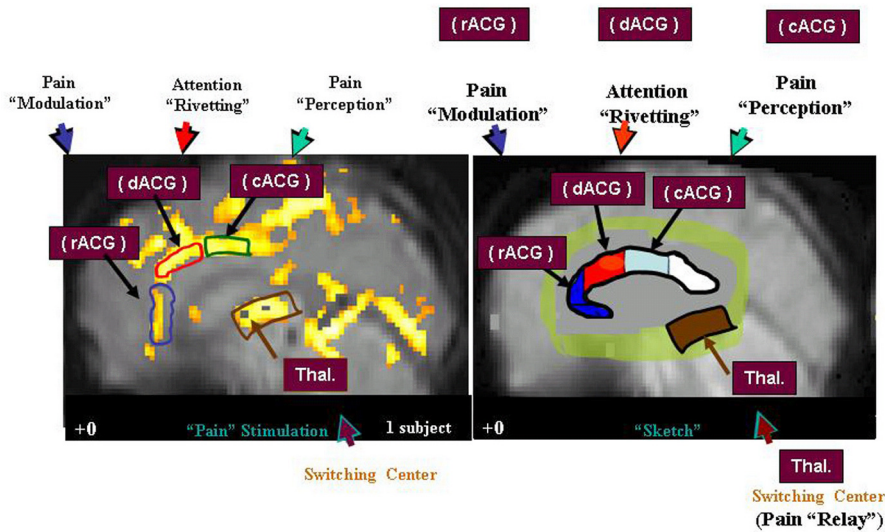 ( rACG )
( dACG )
( cACG )
Pain
“Modulation”
Attention
“Rivetting”
Pain
“Perception”
Pain
“Modulation”
Attention
“Rivetting”
Pain
“Perception”
( dACG )
( cACG )
( rACG )
Thal.
+0
“Pain” Stimulation
1 subject
Switching Center
( dACG )
( cACG )
( rACG )
Thal.
+0
“Sketch”
Thal.
Switching Center
(Pain “Relay”)